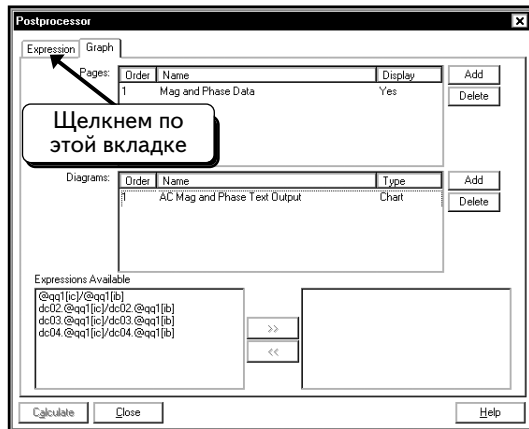 Postprocessor
Expression Graph
Pages:
Order Name Display
1 Mag and Phase Data Yes
Add
Delete
Щелкнем по
этой вкладке
Diagrams:
Order Name Type
1 AC Mag and Phase Text Output Chart
Add
Delete
Expressions Available
@qq1[ic]/@qq1[ib]
dc02.@qq1[ic]/dc02.@qq1[ib]
dc03.@qq1[ic]/dc03.@qq1[ib]
dc04.@qq1[ic]/dc04.@qq1[ib]
>>
<<
Calculate Close Help